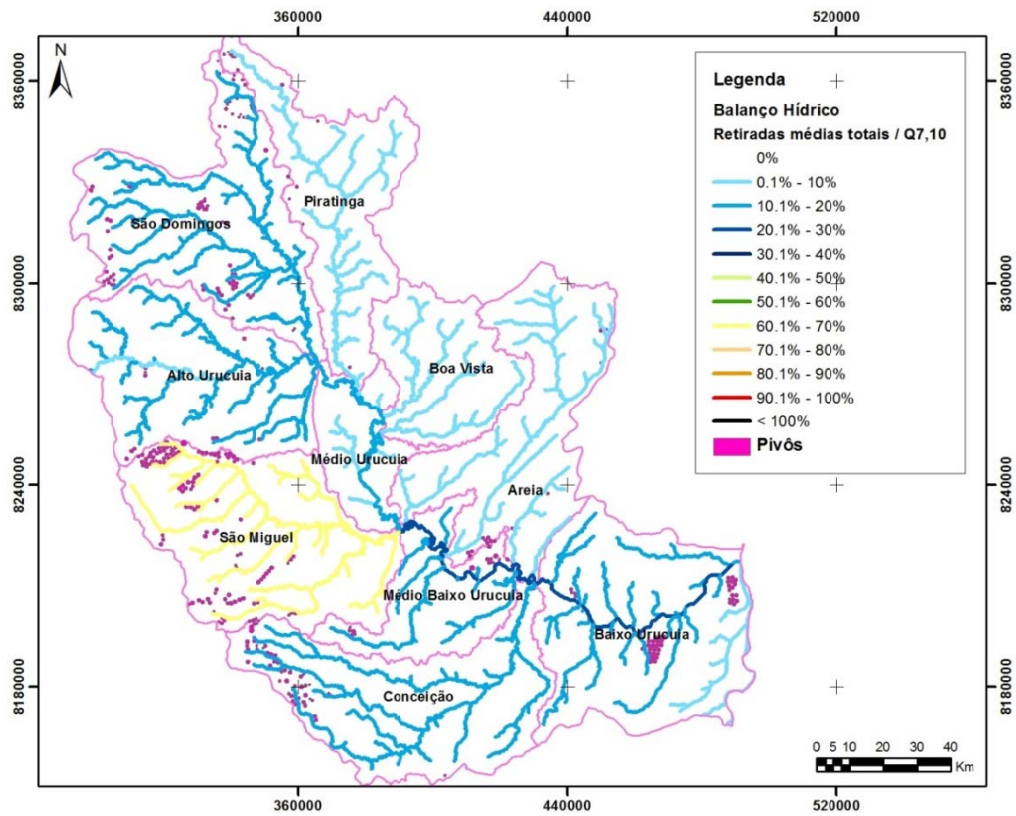 360000
440000
520000
N
8360000
8360000
Legenda
Balanço Hídrico
Retiradas médias totais / Q7,10
0%
0.1% - 10%
10.1% - 20%
20.1% - 30%
30.1% - 40%
40.1% - 50%
50.1% - 60%
60.1% - 70%
70.1% - 80%
80.1% - 90%
90.1% - 100%
< 100%
Pivôs
Piratinga
São Domingos
8300000
8300000
Boa Vista
Alto Urucuia
Médio Urucuia
8240000
8240000
Areia
São Miguel
Médio Baixo Urucuia
Baixo Urucuia
8180000
8180000
Conceição
0 5 10 20 30 40
Km
360000
440000
520000